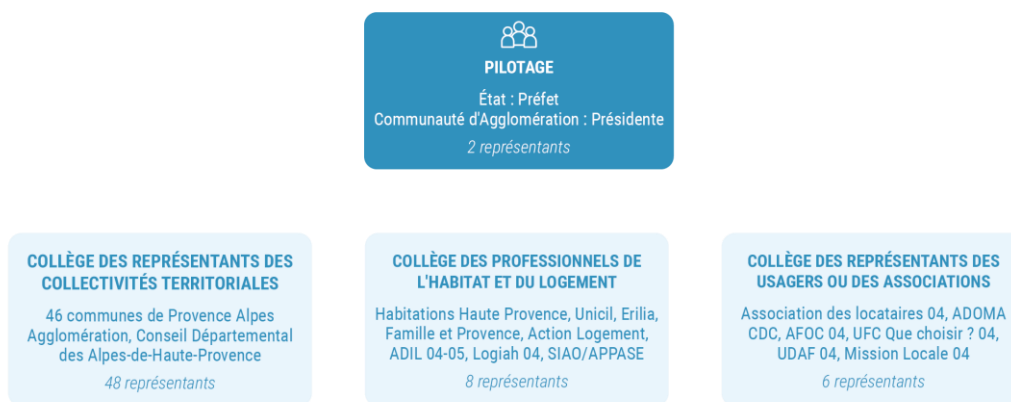 PILOTAGE
État : Préfet
Communauté d'Agglomération : Présidente
2 représentants
COLLÈGE DES REPRÉSENTANTS DES
COLLECTIVITÉS TERRITORIALES
46 communes de Provence Alpes
Agglomération, Conseil Départemental
des Alpes-de-Haute-Provence
48 représentants
COLLÈGE DES PROFESSIONNELS DE
L'HABITAT ET DU LOGEMENT
Habitations Haute Provence, Unicil, Erilia,
Famille et Provence, Action Logement,
ADIL 04-05, Logiah 04, SIAO/APPASE
8 représentants
COLLÈGE DES REPRÉSENTANTS DES
USAGERS OU DES ASSOCIATIONS
Association des locataires 04, ADOMA
CDC, AFOC 04, UFC Que choisir ? 04,
UDAF 04, Mission Locale 04
6 représentants